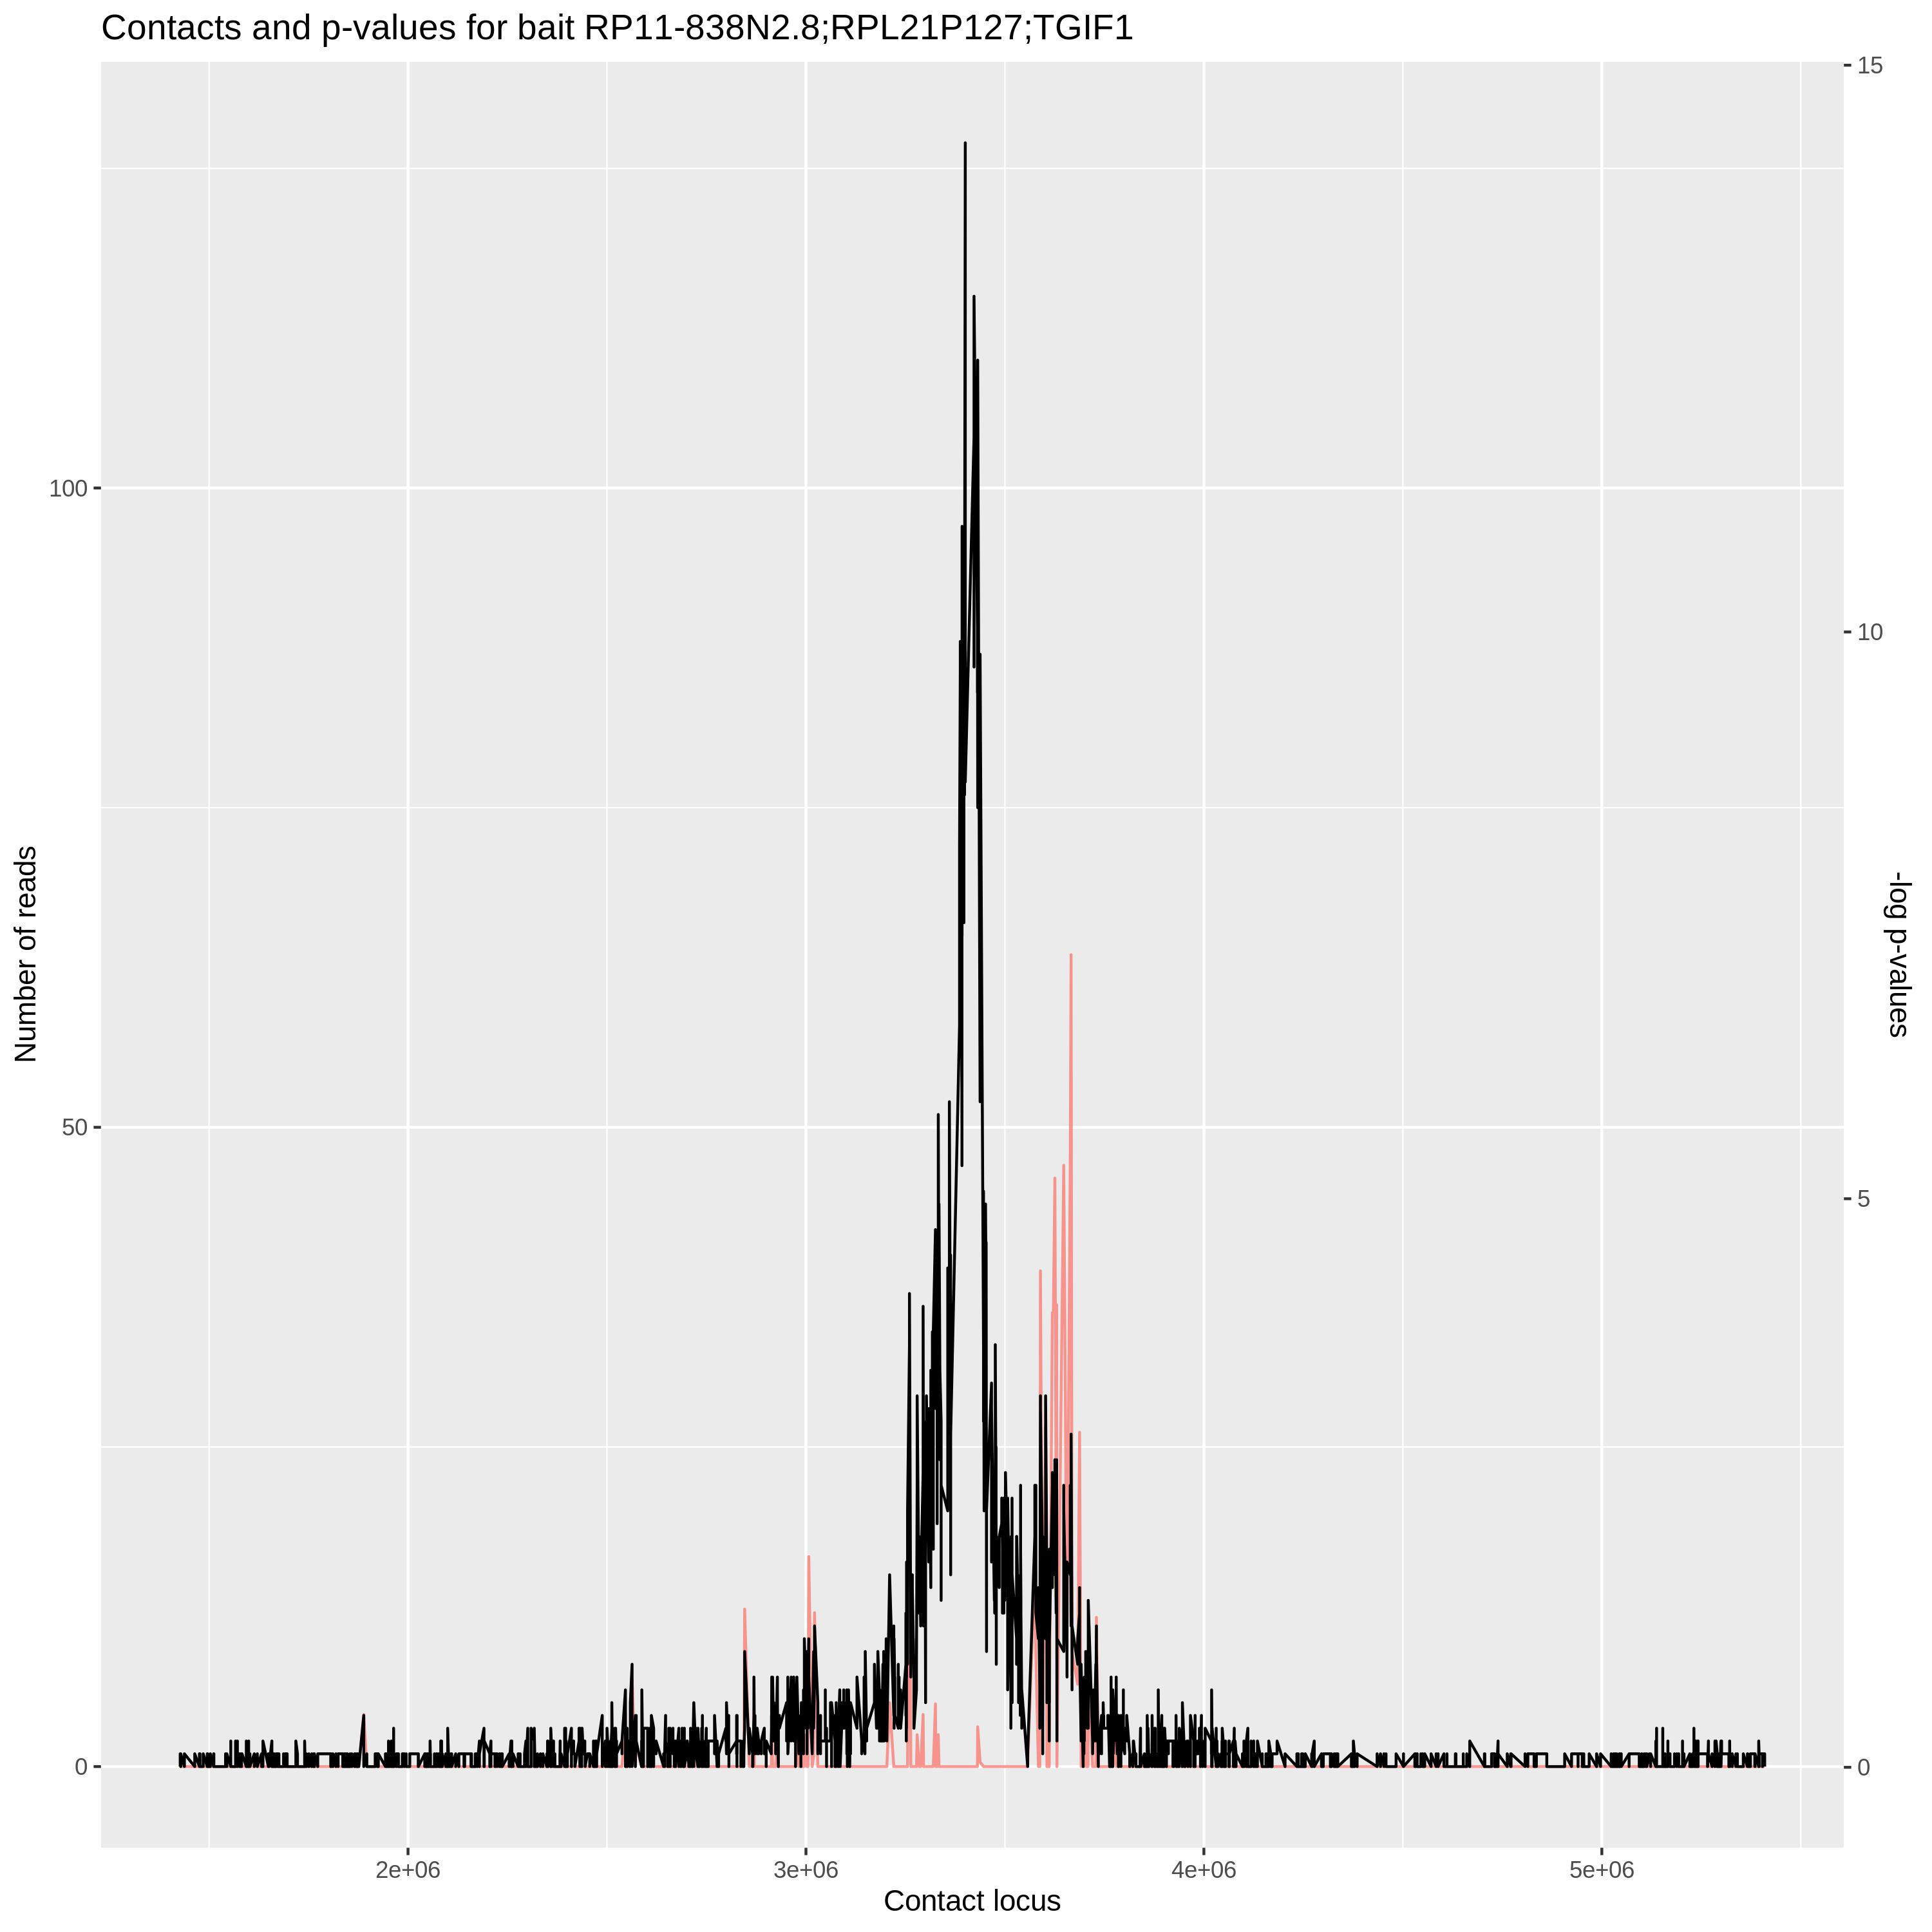 Contacts and p-values for bait RP11-838N2.8;RPL21P127;TGIF1
Number of reads
100
50
0
15
10
5
0
-log p-values
2e+06
3e+06
4e+06
5e+06
Contact locus